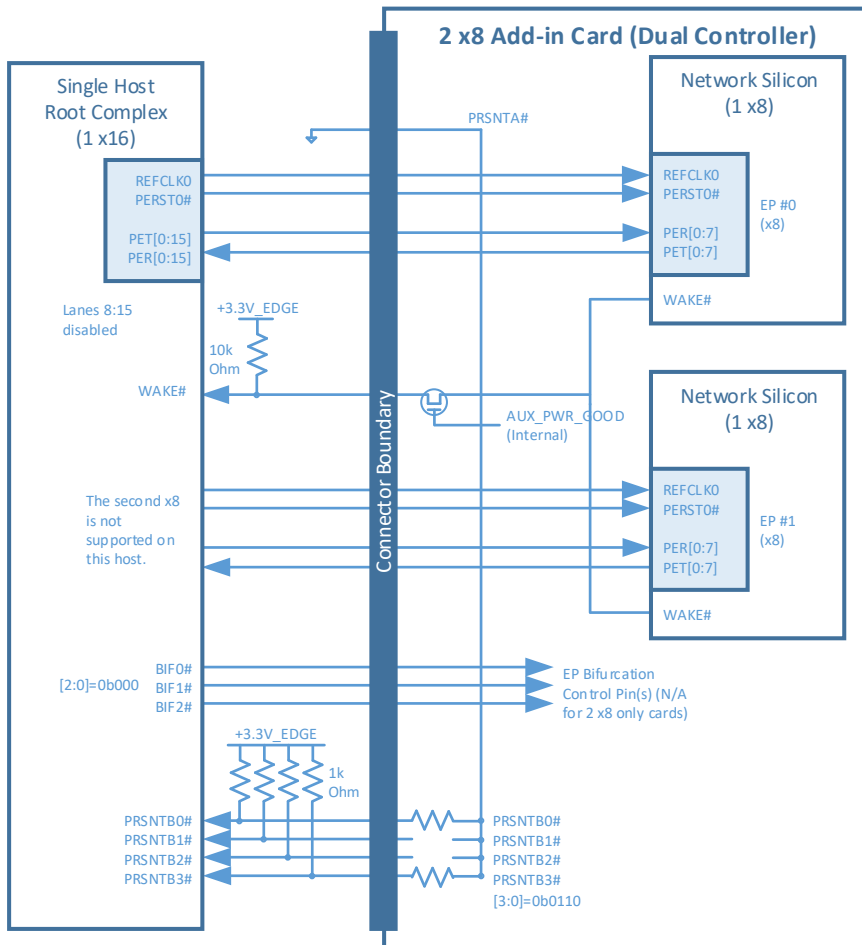 2 x8 Add-in Card (Dual Controller)
Single Host
Root Complex
(1 x16)
REFCLK0
PERST0#
PET[0:15]
PER[0:15]
Lanes 8:15
disabled
+3.3V_EDGE
10k
Ohm
WAKE#
The second x8
is not
supported on
this host.
[2:0]=0b000
BIF0#
BIF1#
BIF2#
+3.3V_EDGE
1k
Ohm
PRSNTB0#
PRSNTB1#
PRSNTB2#
PRSNTB3#
Connector Boundary
PRSNTA#
AUX_PWR_GOOD
(Internal)
Network Silicon
(1 x8)
REFCLK0
PERST0#
PER[0:7]
PET[0:7]
EP #0
(x8)
WAKE#
Network Silicon
(1 x8)
REFCLK0
PERST0#
PER[0:7]
PET[0:7]
EP #1
(x8)
WAKE#
EP Bifurcation
Control Pin(s) (N/A
for 2 x8 only cards)
PRSNTB0#
PRSNTB1#
PRSNTB2#
PRSNTB3#
[3:0]=0b0110